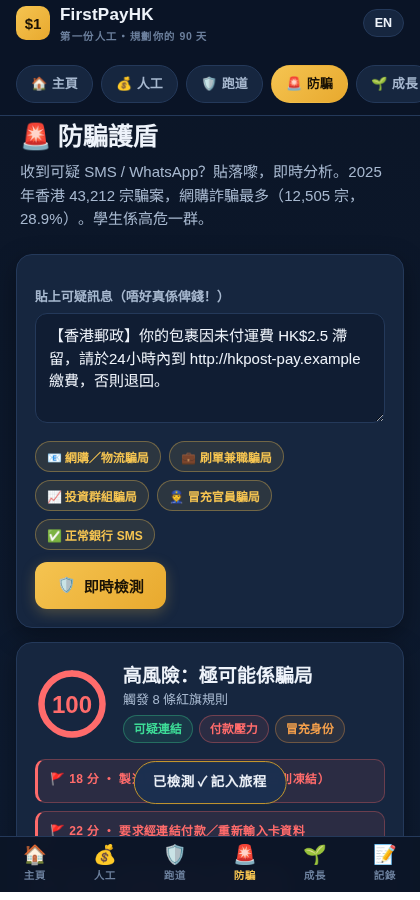 $1
FirstPayHK
第一份人工・規劃你的 90 天
EN
🏠 主頁
💰 人工
🛡️ 跑道
🚨 防騙
🌱 成長
🚨 防騙護盾
收到可疑 SMS / WhatsApp？貼落嚟，即時分析。2025
年香港 43,212 宗騙案，網購詐騙最多（12,505 宗，
28.9%）。學生係高危一群。
貼上可疑訊息（唔好真係俾錢！）
【香港郵政】你的包裹因未付運費 HK$2.5 滯
留，請於24小時內到 http://hkpost-pay.example
繳費，否則退回。
📧 網購／物流騙局
💼 刷單兼職騙局
📈 投資群組騙局
👮 冒充官員騙局
✅ 正常銀行 SMS
🛡️ 即時檢測
100
高風險：極可能係騙局
觸發 8 條紅旗規則
可疑連結
付款壓力
冒充身份
🚩 18 分 ・ 製
凍結）
已檢測 ✓ 記入旅程
🚩 22 分 ・ 要求經連結付款／重新輸入卡資料
🏠 主頁
💰 人工
🛡️ 跑道
🚨 防騙
🌱 成長
📝 記錄